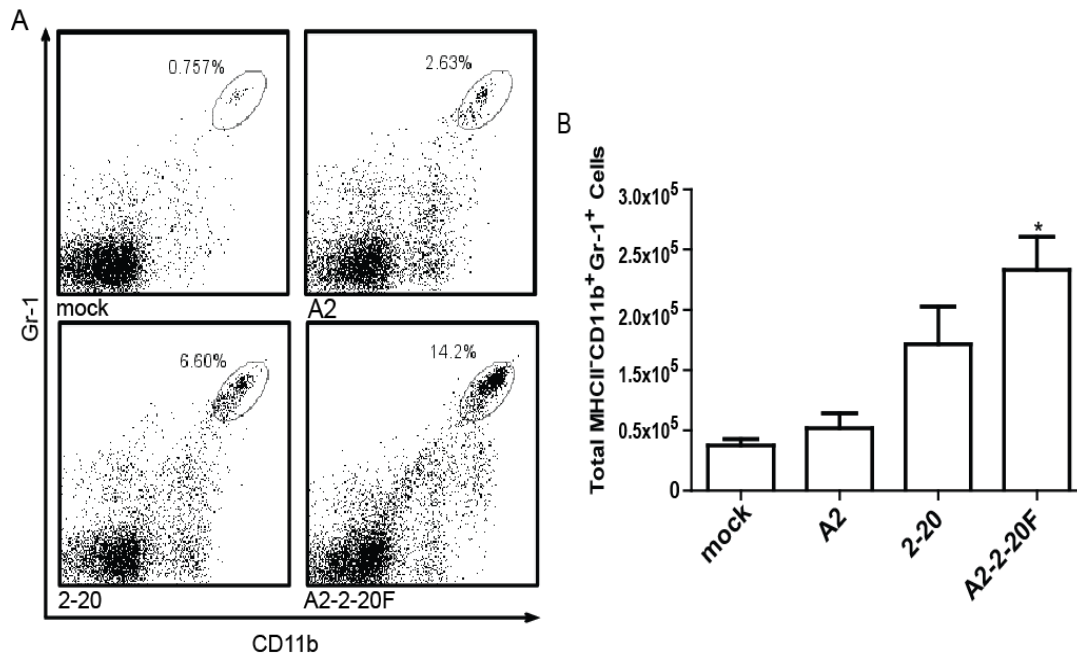 A
Gr-1
0.757%
mock
2.63%
A2
6.60%
2-20
14.2%
A2-2-20F
CD11b
B
Total MHCII⁻CD11b⁺Gr-1⁺ Cells
3.0x10⁵
2.5x10⁵
2.0x10⁵
1.5x10⁵
0.5x10⁵
0
*
mock
A2
2-20
A2-2-20F